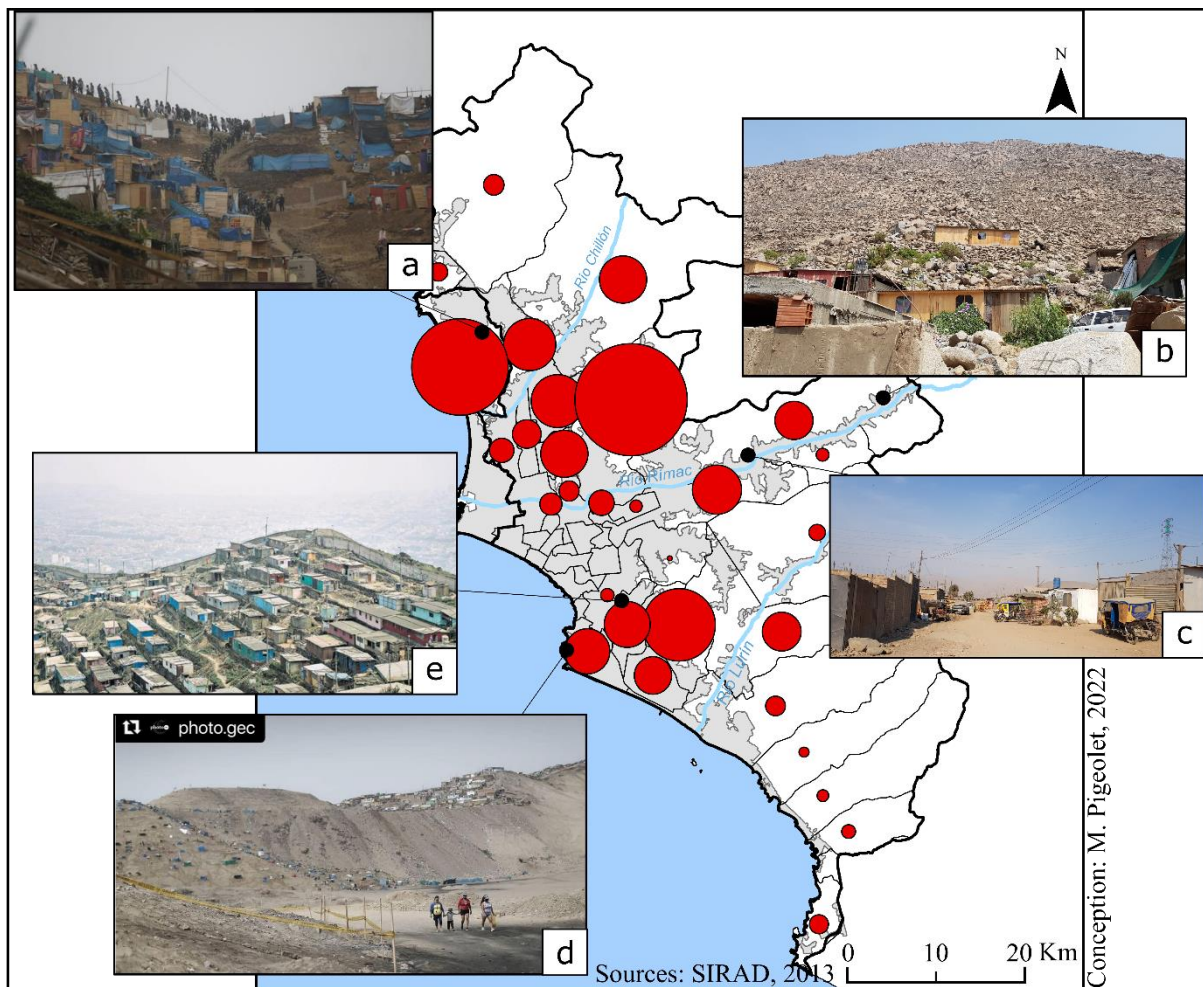 N
a
b
Río Chillón
Río Rímac
c
e
Río Lurín
photo.gec
d
0 10 20 Km
Sources: SIRAD, 2013
Conception: M. Pigeolet, 2022